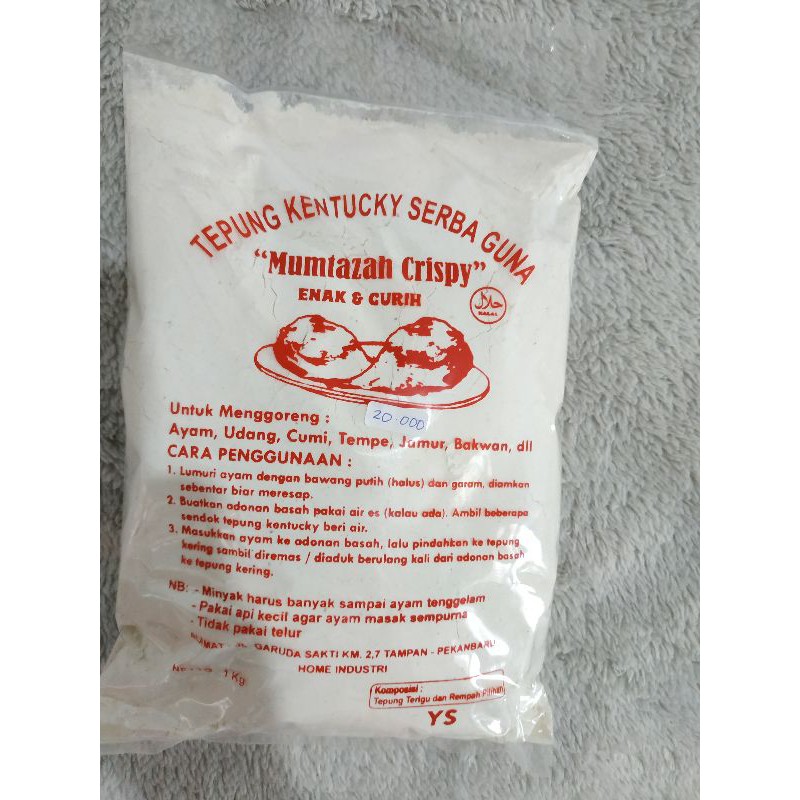 TEPUNG KENTUCKY SERBA GUNA
"Mumtazah Crispy"
ENAK & GURIH
حلال
HALAL
20.000
Untuk Menggoreng :
Ayam, Udang, Cumi, Tempe, Jamur, Bakwan, dll
CARA PENGGUNAAN :
1. Lumuri ayam dengan bawang putih (halus) dan garam, diamkan
sebentar biar meresap.
2. Buatkan adonan basah pakai air es (kalau ada). Ambil beberapa
sendok tepung kentucky beri air.
3. Masukkan ayam ke adonan basah, lalu pindahkan ke tepung
kering sambil diremas / diaduk berulang kali dari adonan basah
ke tepung kering.
NB: - Minyak harus banyak sampai ayam tenggelam
- Pakai api kecil agar ayam masak sempurna
- Tidak pakai telur
GARUDA SAKTI KM. 2,7 TAMPAN - PEKANBARU
HOME INDUSTRI
1 Kg
Komposisi :
Tepung Terigu dan Rempah Pilihan
YS